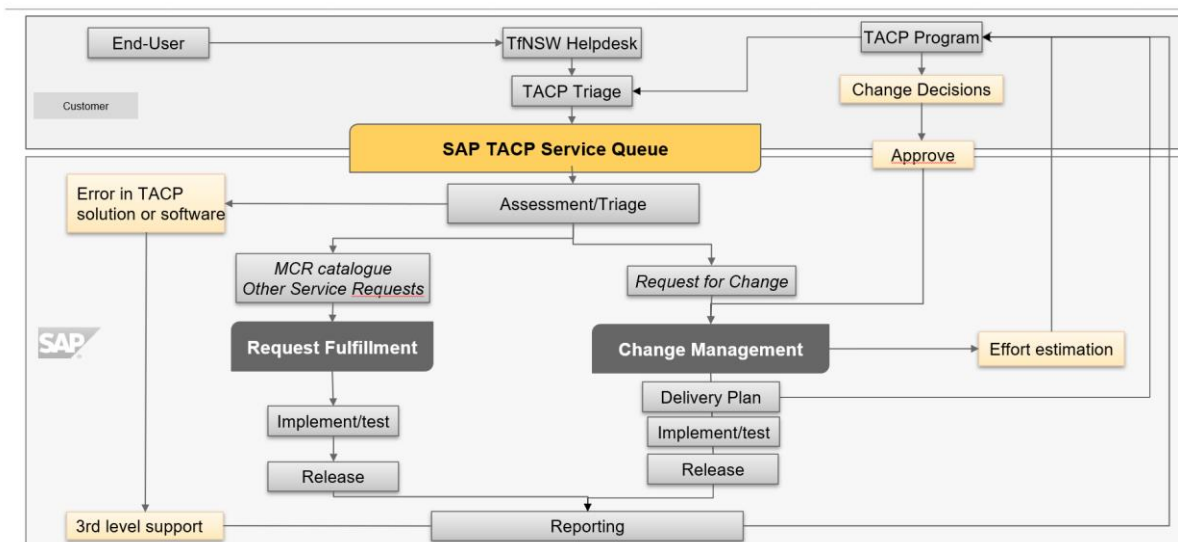 End-User
TfNSW Helpdesk
TACP Program
TACP Triage
Change Decisions
Customer
SAP TACP Service Queue
Approve
Error in TACP
solution or software
Assessment/Triage
MCR catalogue
Other Service Requests
Request for Change
SAP
®
Request Fulfillment
Change Management
Effort estimation
Delivery Plan
Implement/test
Implement/test
Release
Release
3rd level support
Reporting